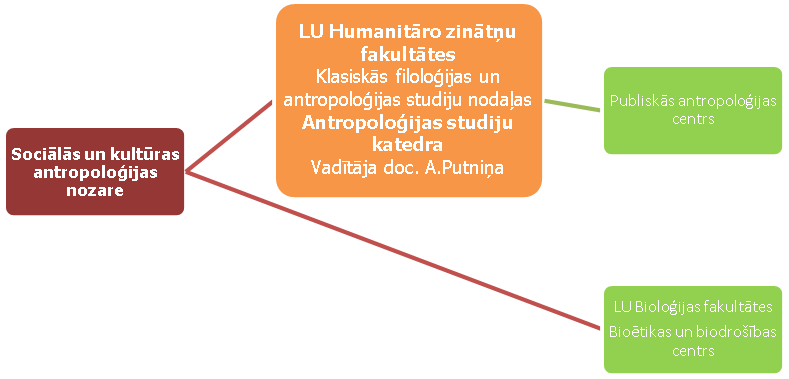 Sociālās un kultūras
antropoloģijas
nozare
LU Humanitāro zinātņu
fakultātes
Klasiskās filoloģijas un
antropoloģijas studiju nodaļas
Antropoloģijas studiju
katedra
Vadītāja doc. A.Putniņa
Publiskās antropoloģijas
centrs
LU Bioloģijas fakultātes
Bioētikas un biodrošības
centrs